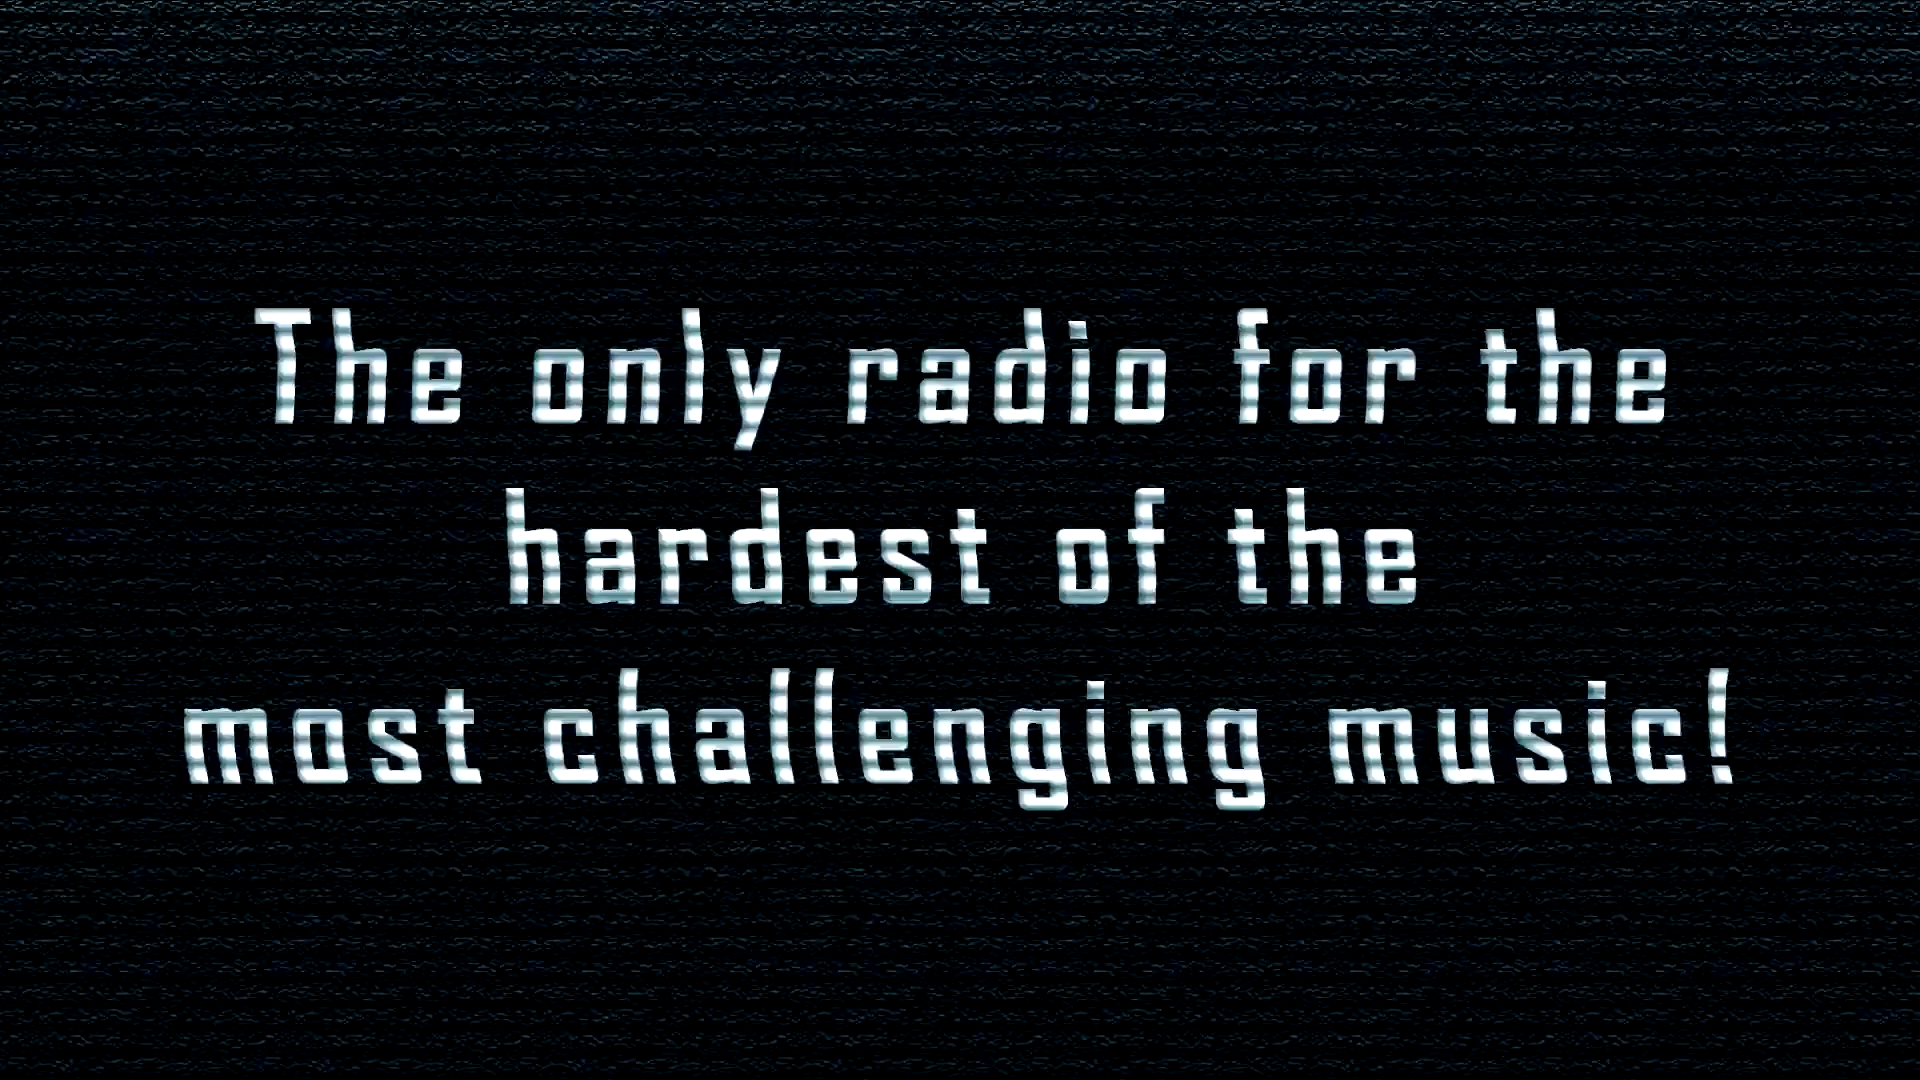 The only radio for the
hardest of the
most challenging music!